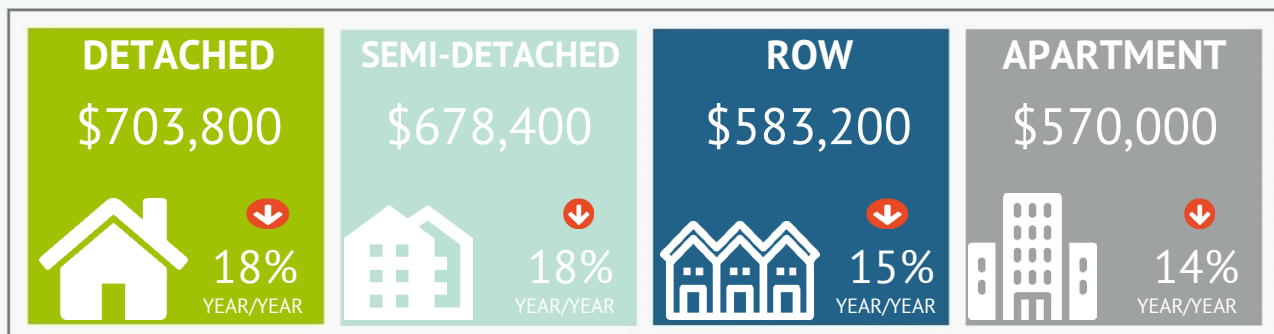 DETACHED
$703,800
18%
YEAR/YEAR
SEMI-DETACHED
$678,400
18%
YEAR/YEAR
ROW
$583,200
15%
YEAR/YEAR
APARTMENT
$570,000
14%
YEAR/YEAR